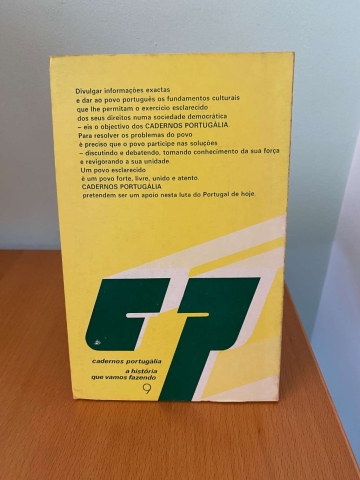 Divulgar informações exactas
e dar ao povo português os fundamentos culturais
que lhe permitam o exercício esclarecido
dos seus direitos numa sociedade democrática
– eis o objectivo dos CADERNOS PORTUGÁLIA.
Para resolver os problemas do povo
é preciso que o povo participe nas soluções
– discutindo e debatendo, tomando conhecimento da sua força
e revigorando a sua unidade.
Um povo esclarecido
é um povo forte, livre, unido e atento.
CADERNOS PORTUGÁLIA
pretendem ser um apoio nesta luta do Portugal de hoje.
CP
cadernos portugália
a história
que vamos fazendo
9